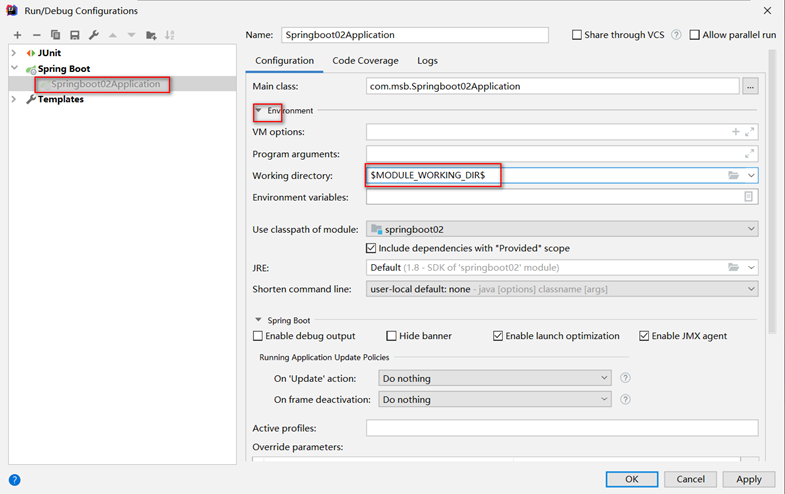 Run/Debug Configurations
Name: Springboot02Application
Share through VCS
Allow parallel run
JUnit
Spring Boot
Springboot02Application
Templates
Configuration Code Coverage Logs
Main class: com.msb.Springboot02Application ...
Environment
VM options:
Program arguments:
Working directory: $MODULE_WORKING_DIR$
Environment variables:
Use classpath of module: springboot02
Include dependencies with "Provided" scope
JRE: Default (1.8 - SDK of 'springboot02' module)
Shorten command line: user-local default: none - java [options] classname [args]
Spring Boot
Enable debug output Hide banner Enable launch optimization Enable JMX agent
Running Application Update Policies
On 'Update' action: Do nothing
On frame deactivation: Do nothing
Active profiles:
Override parameters:
OK Cancel Apply